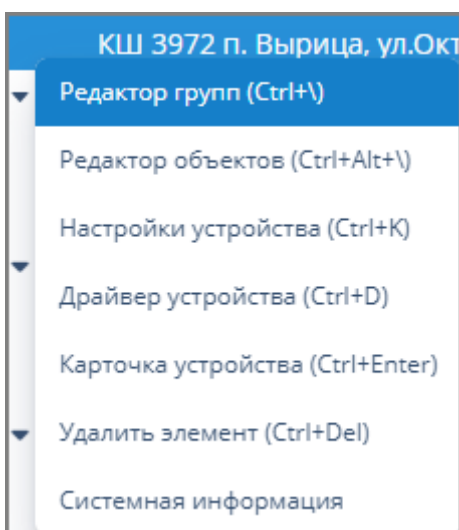 КШ 3972 п. Вырица, ул.Окт
Редактор групп (Ctrl+\)
Редактор объектов (Ctrl+Alt+\)
Настройки устройства (Ctrl+K)
Драйвер устройства (Ctrl+D)
Карточка устройства (Ctrl+Enter)
Удалить элемент (Ctrl+Del)
Системная информация